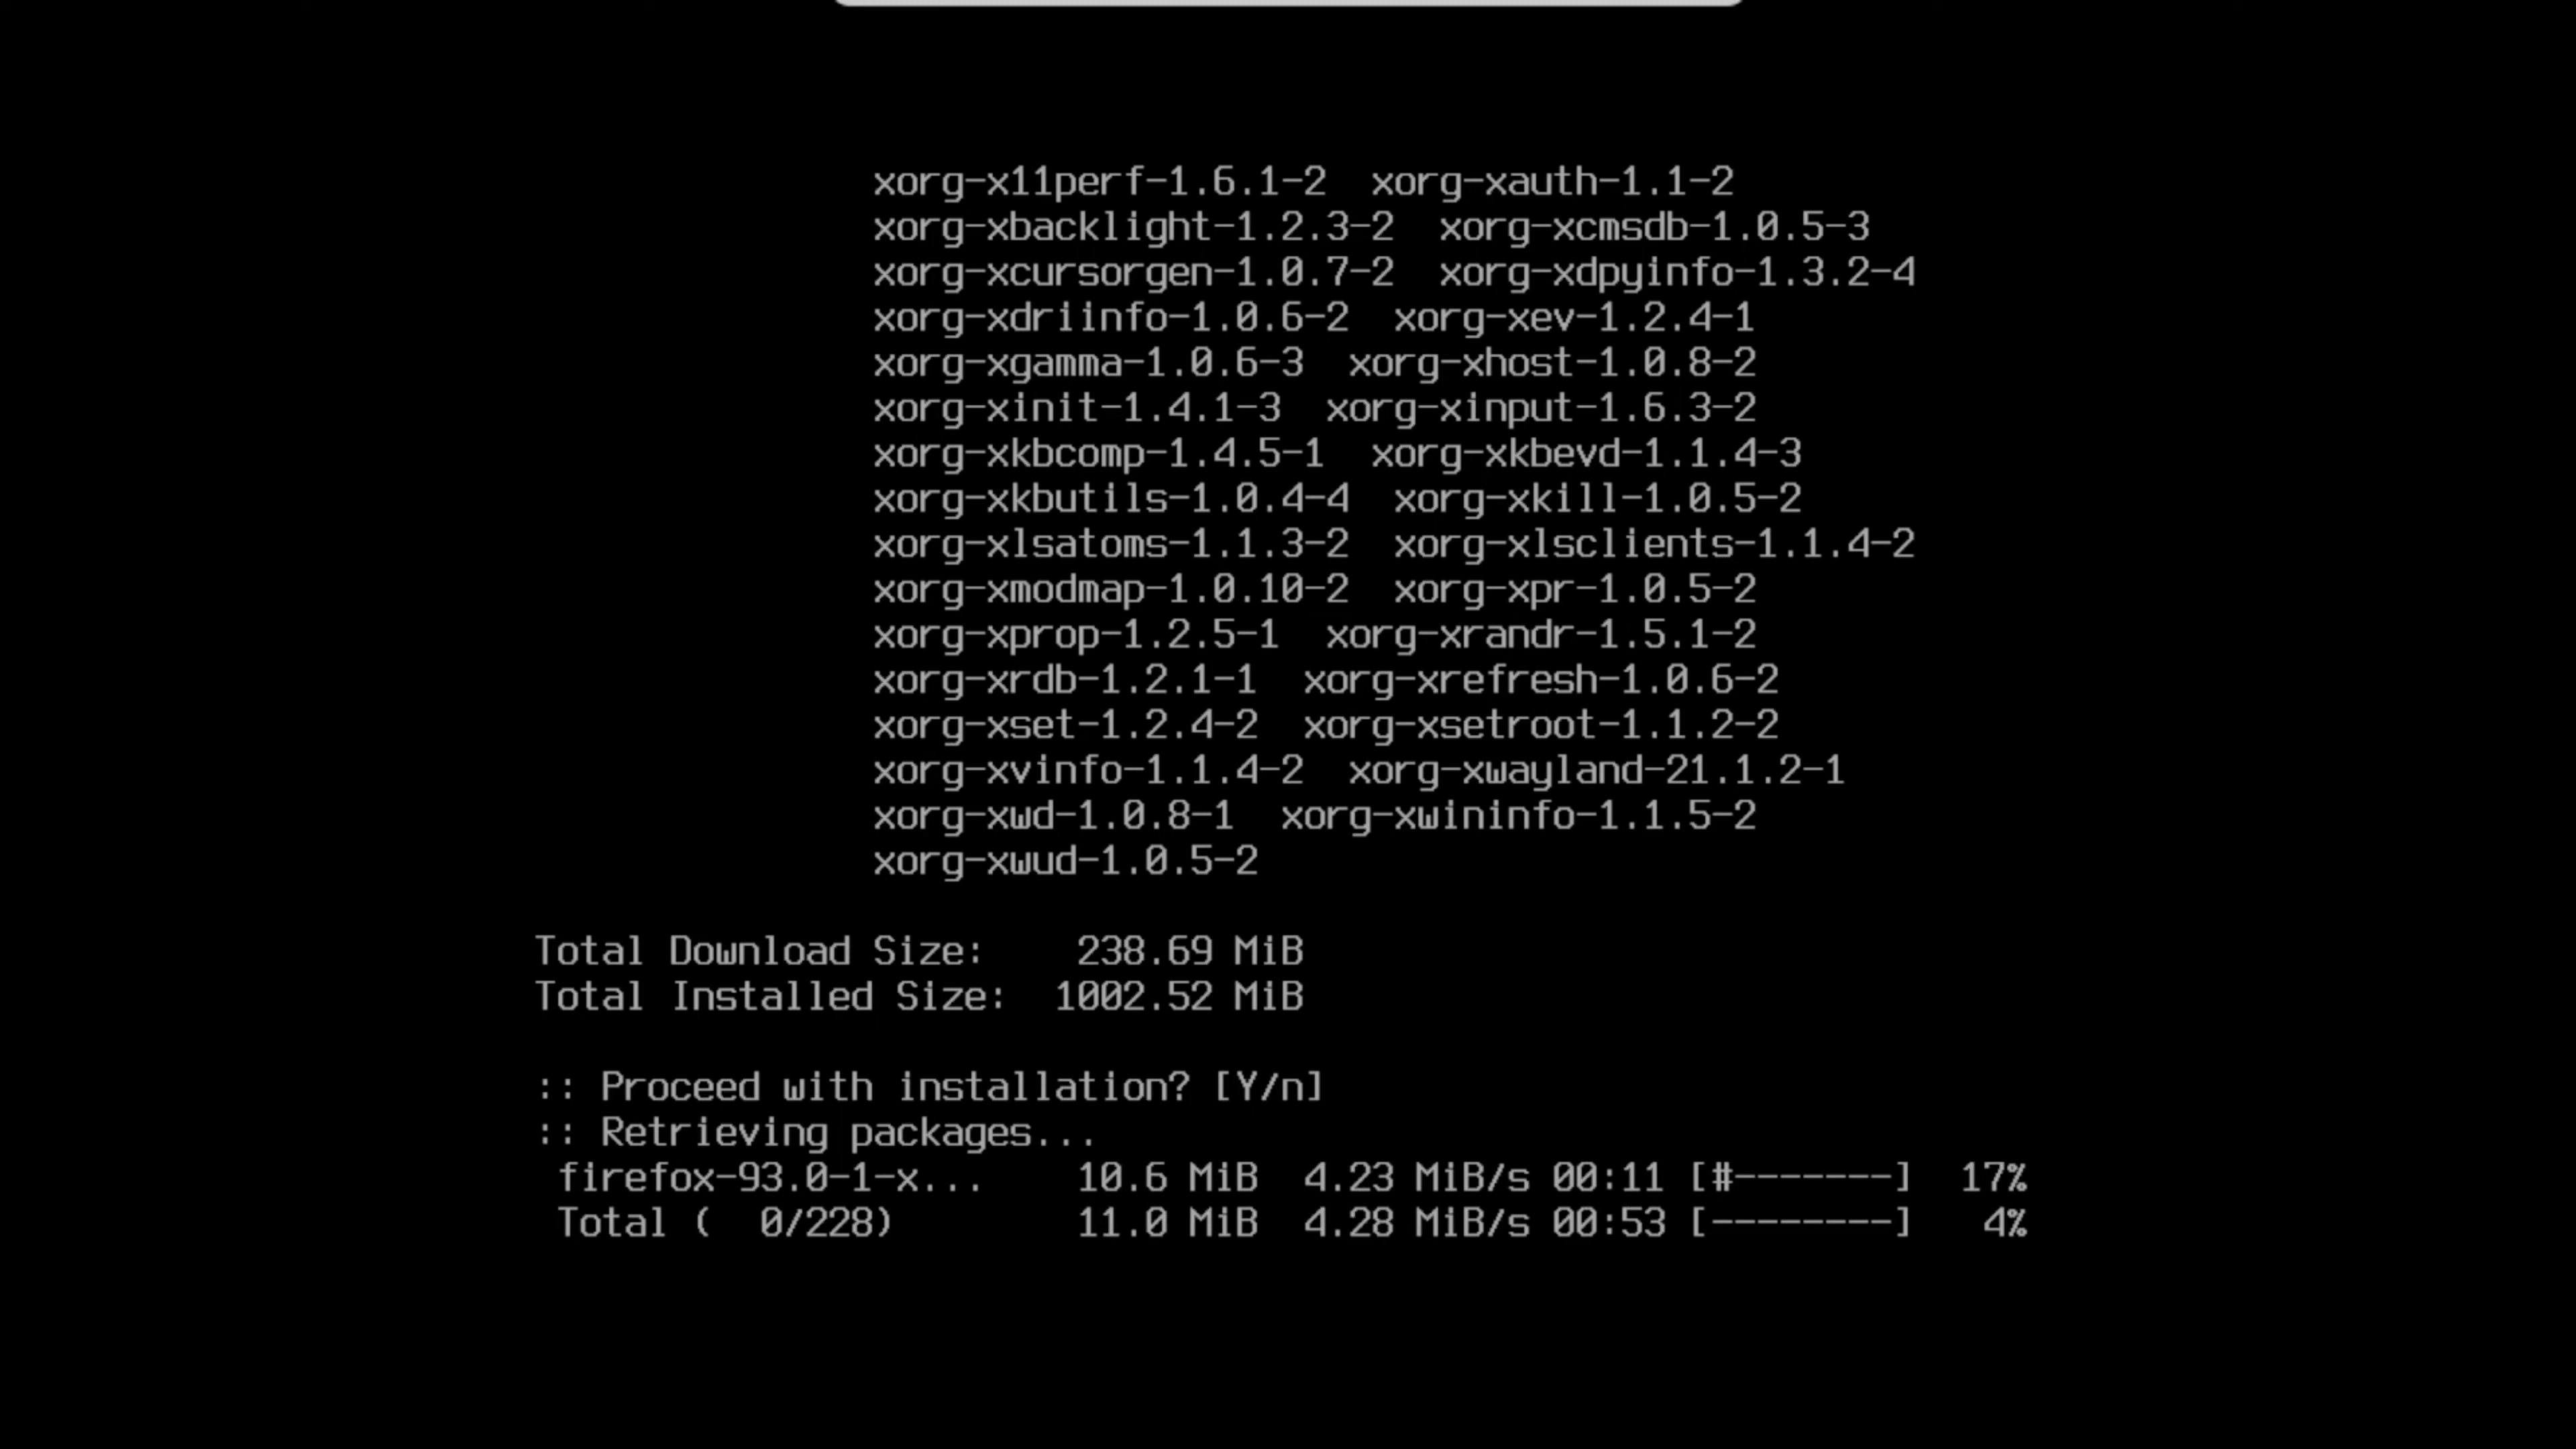 xorg-x11perf-1.6.1-2  xorg-xauth-1.1-2
xorg-xbacklight-1.2.3-2  xorg-xcmsdb-1.0.5-3
xorg-xcursorgen-1.0.7-2  xorg-xdpyinfo-1.3.2-4
xorg-xdriinfo-1.0.6-2  xorg-xev-1.2.4-1
xorg-xgamma-1.0.6-3  xorg-xhost-1.0.8-2
xorg-xinit-1.4.1-3  xorg-xinput-1.6.3-2
xorg-xkbcomp-1.4.5-1  xorg-xkbevd-1.1.4-3
xorg-xkbutils-1.0.4-4  xorg-xkill-1.0.5-2
xorg-xlsatoms-1.1.3-2  xorg-xlsclients-1.1.4-2
xorg-xmodmap-1.0.10-2  xorg-xpr-1.0.5-2
xorg-xprop-1.2.5-1  xorg-xrandr-1.5.1-2
xorg-xrdb-1.2.1-1  xorg-xrefresh-1.0.6-2
xorg-xset-1.2.4-2  xorg-xsetroot-1.1.2-2
xorg-xvinfo-1.1.4-2  xorg-xwayland-21.1.2-1
xorg-xwd-1.0.8-1  xorg-xwininfo-1.1.5-2
xorg-xwud-1.0.5-2
Total Download Size:    238.69 MiB
Total Installed Size:  1002.52 MiB
:: Proceed with installation? [Y/n]
:: Retrieving packages...
firefox-93.0-1-x...    10.6 MiB  4.23 MiB/s 00:11 [#-------]  17%
Total (  0/228)        11.0 MiB  4.28 MiB/s 00:53 [--------]   4%